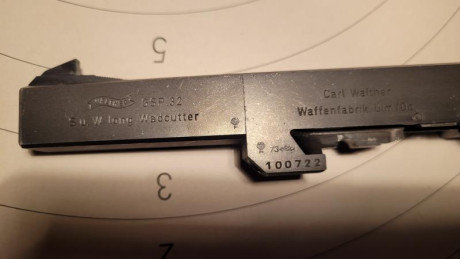 5
WALTHER GSP 32
S.u.W long Wadcutter
Carl Walther
Waffenfabrik Ulm/Do.
100722
3